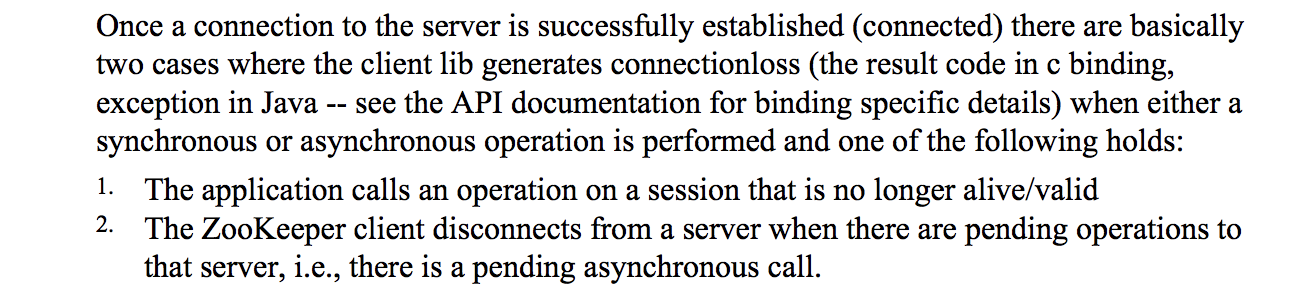 Once a connection to the server is successfully established (connected) there are basically
two cases where the client lib generates connectionloss (the result code in c binding,
exception in Java -- see the API documentation for binding specific details) when either a
synchronous or asynchronous operation is performed and one of the following holds:
1. The application calls an operation on a session that is no longer alive/valid
2. The ZooKeeper client disconnects from a server when there are pending operations to
that server, i.e., there is a pending asynchronous call.